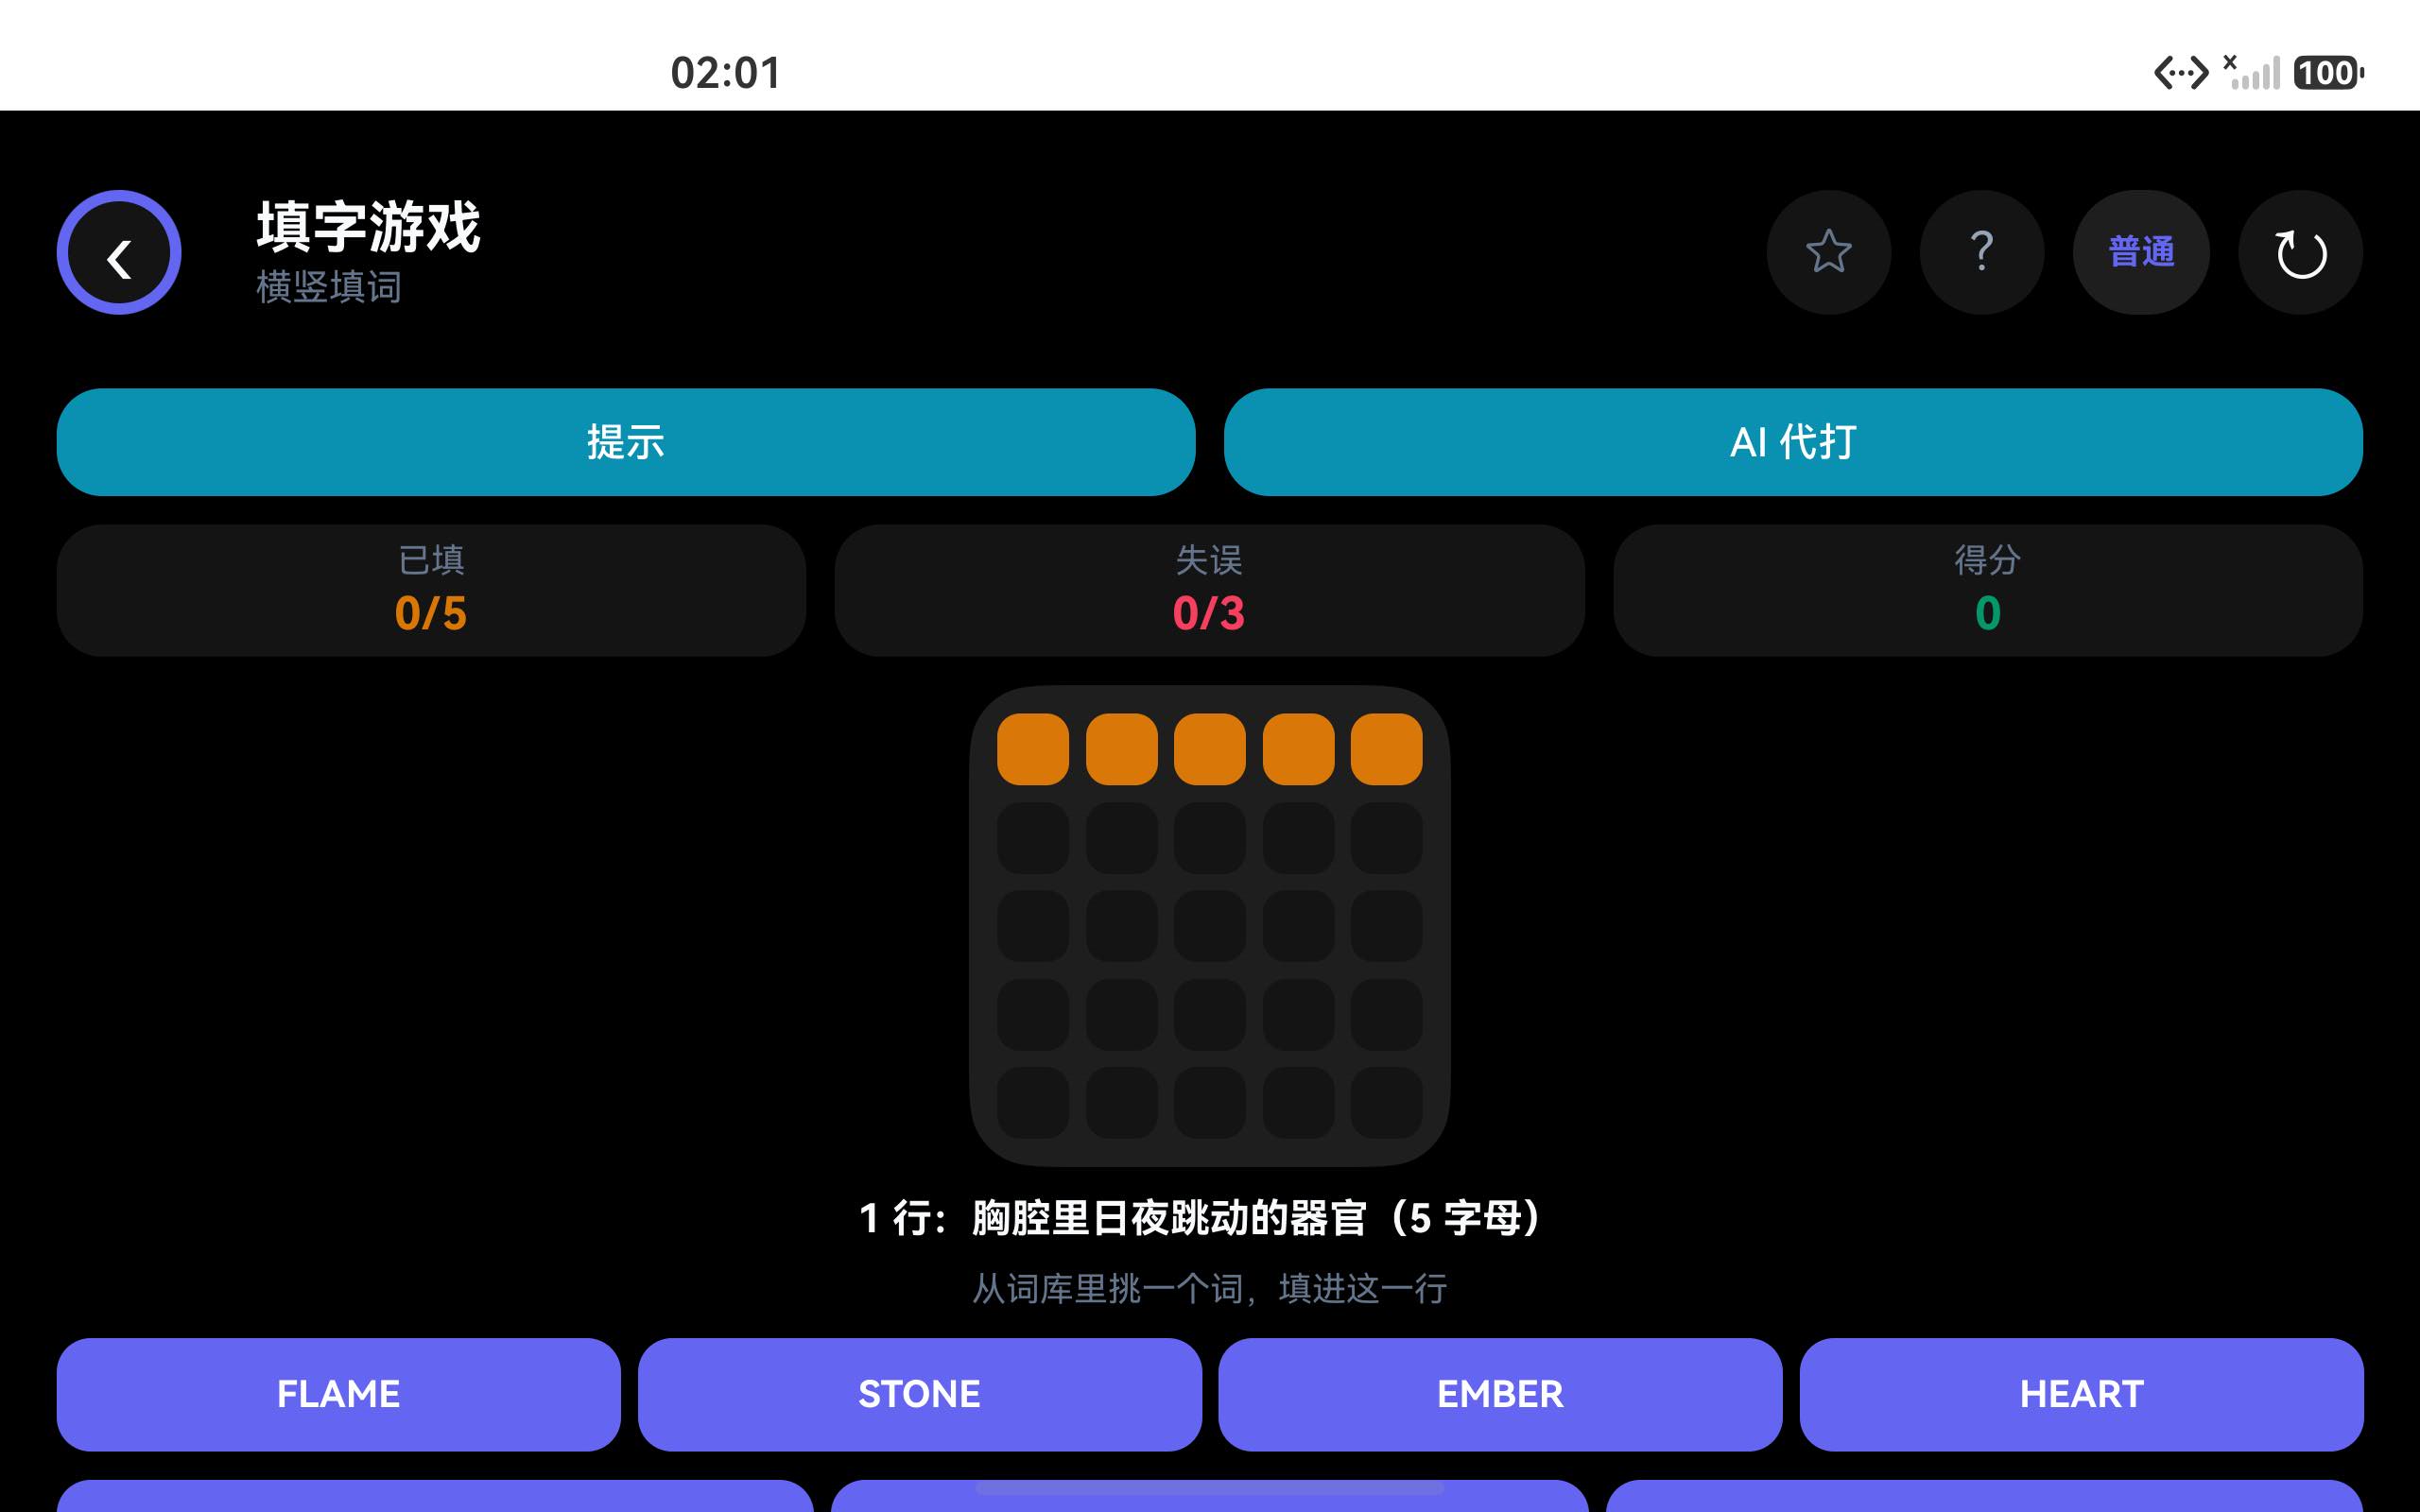 02:01
100
填字游戏
横竖填词
?
普通
提示
AI 代打
已填
0/5
失误
0/3
得分
0
1 行：胸腔里日夜跳动的器官（5 字母）
从词库里挑一个词，填进这一行
FLAME
STONE
EMBER
HEART